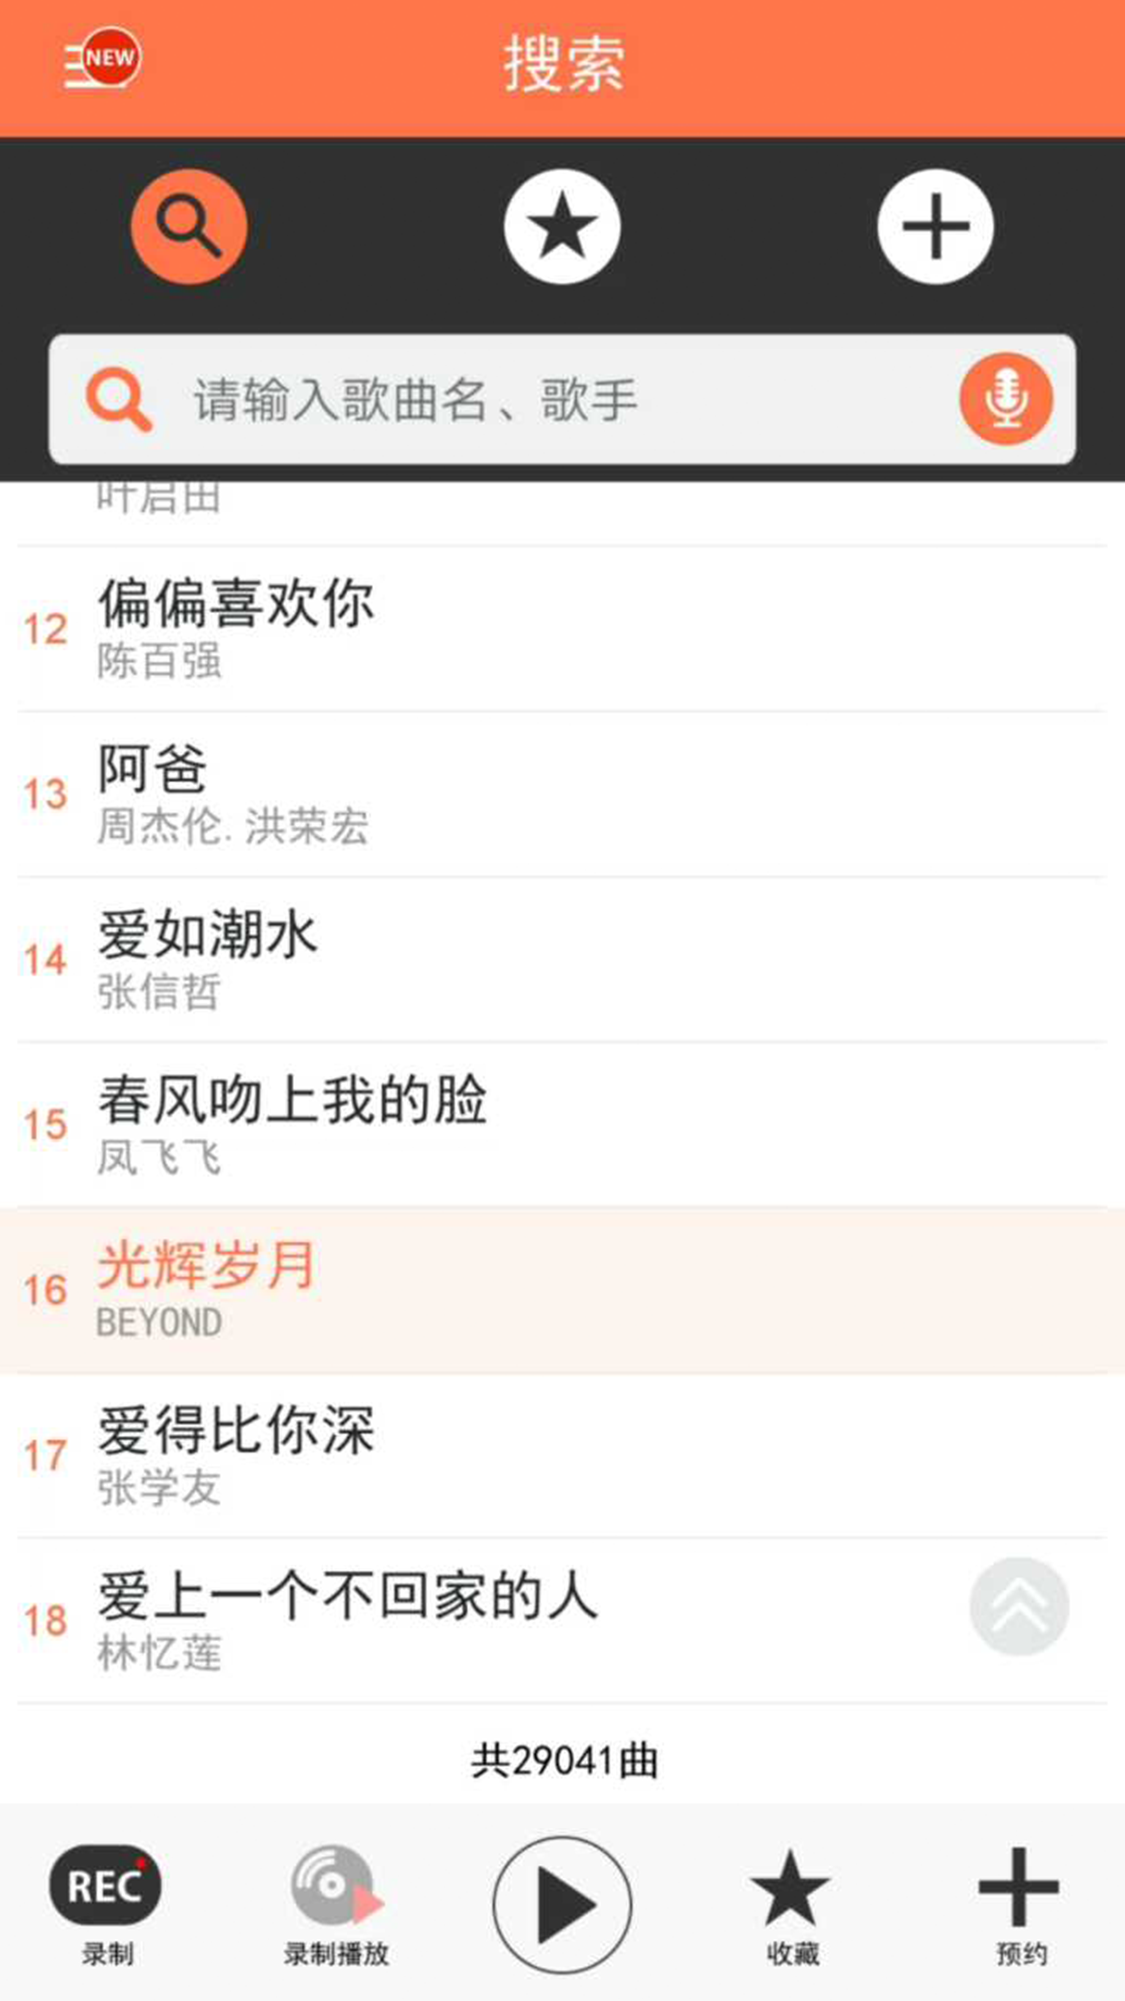 NEW
搜索
请输入歌曲名、歌手
叶启田
12
偏偏喜欢你
陈百强
13
阿爸
周杰伦.洪荣宏
14
爱如潮水
张信哲
15
春风吻上我的脸
凤飞飞
16
光辉岁月
BEYOND
17
爱得比你深
张学友
18
爱上一个不回家的人
林忆莲
共29041曲
REC
录制
录制播放
收藏
预约